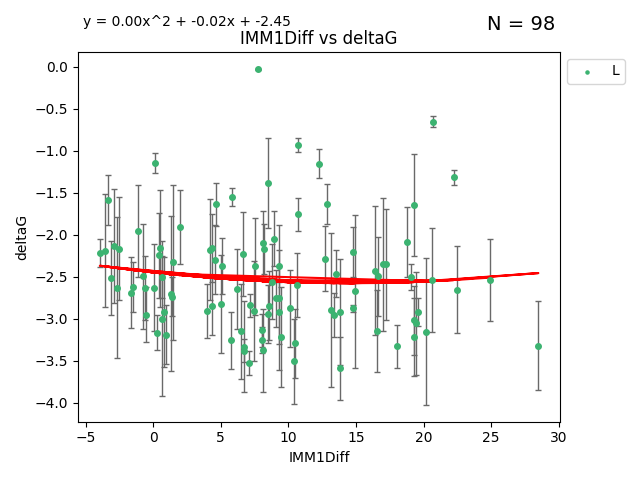 y = 0.00x^2 + -0.02x + -2.45
N = 98
IMM1Diff vs deltaG
L
deltaG
0.0
−0.5
−1.0
−1.5
−2.0
−2.5
−3.0
−3.5
−4.0
−5 0 5 10 15 20 25 30
IMM1Diff